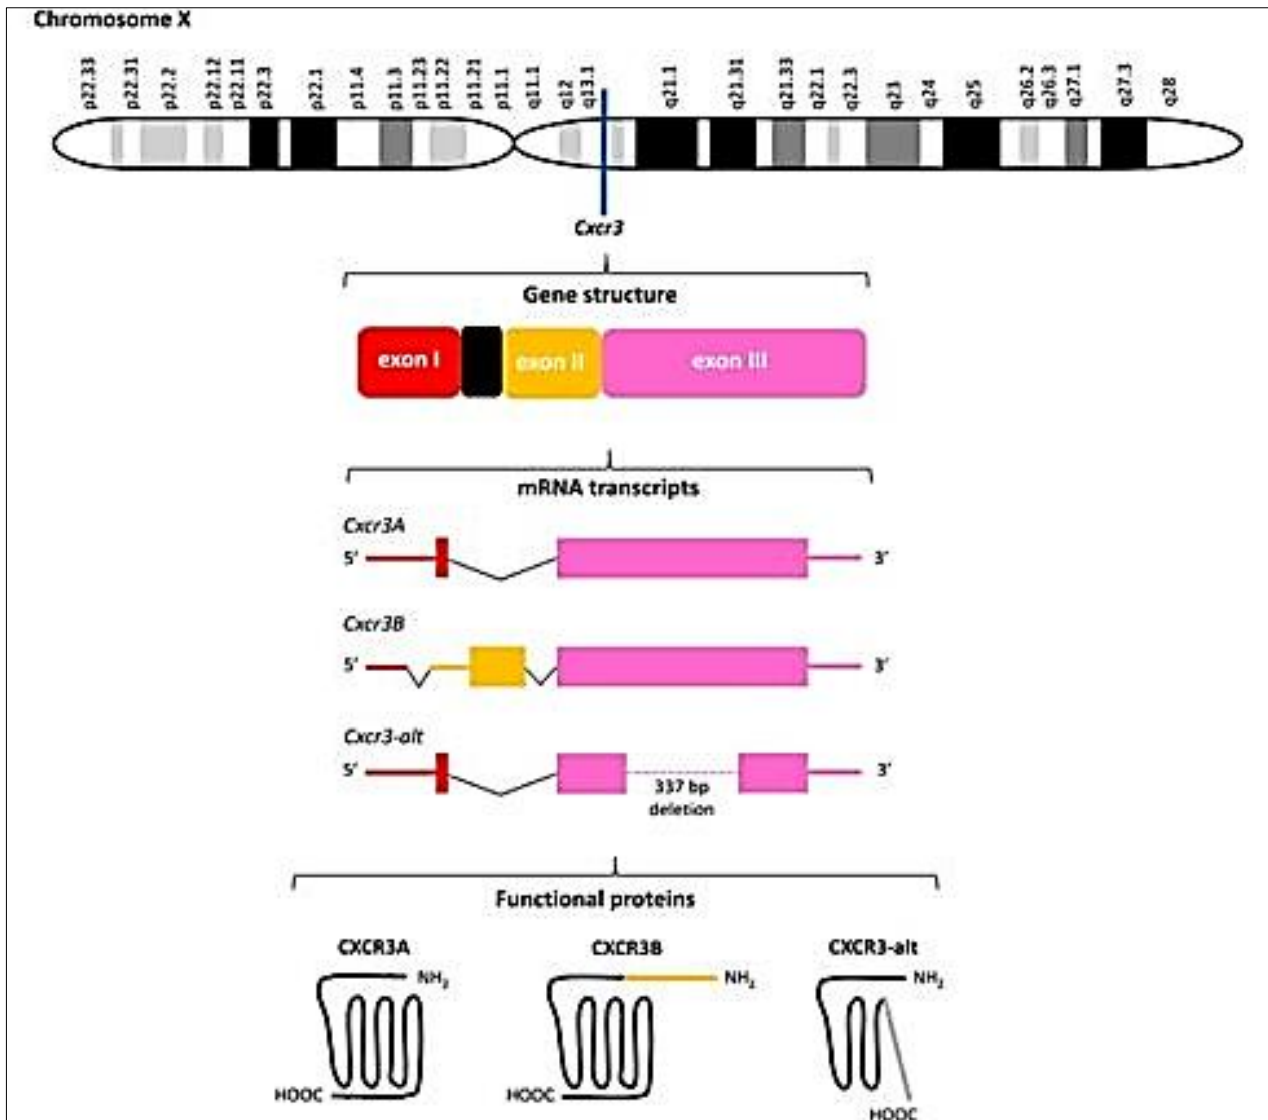 Chromosome X
p22.33 p22.31 p22.2 p22.12 p22.11 p22.3 p22.1 p11.4 p11.3 p11.23 p11.22 p11.21 p11.1 q11.1 q12 q13.1 q21.1 q21.31 q21.33 q22.1 q22.3 q23 q24 q25 q26.2 q26.3 q27.1 q27.3 q28
Cxcr3
Gene structure
exon I exon II exon III
mRNA transcripts
Cxcr3A
5' 3'
Cxcr3B
5' 3'
Cxcr3-alt
5' 3'
337 bp
deletion
Functional proteins
CXCR3A CXCR3B CXCR3-alt
NH₂ NH₂ NH₂
HOOC HOOC
HOOC